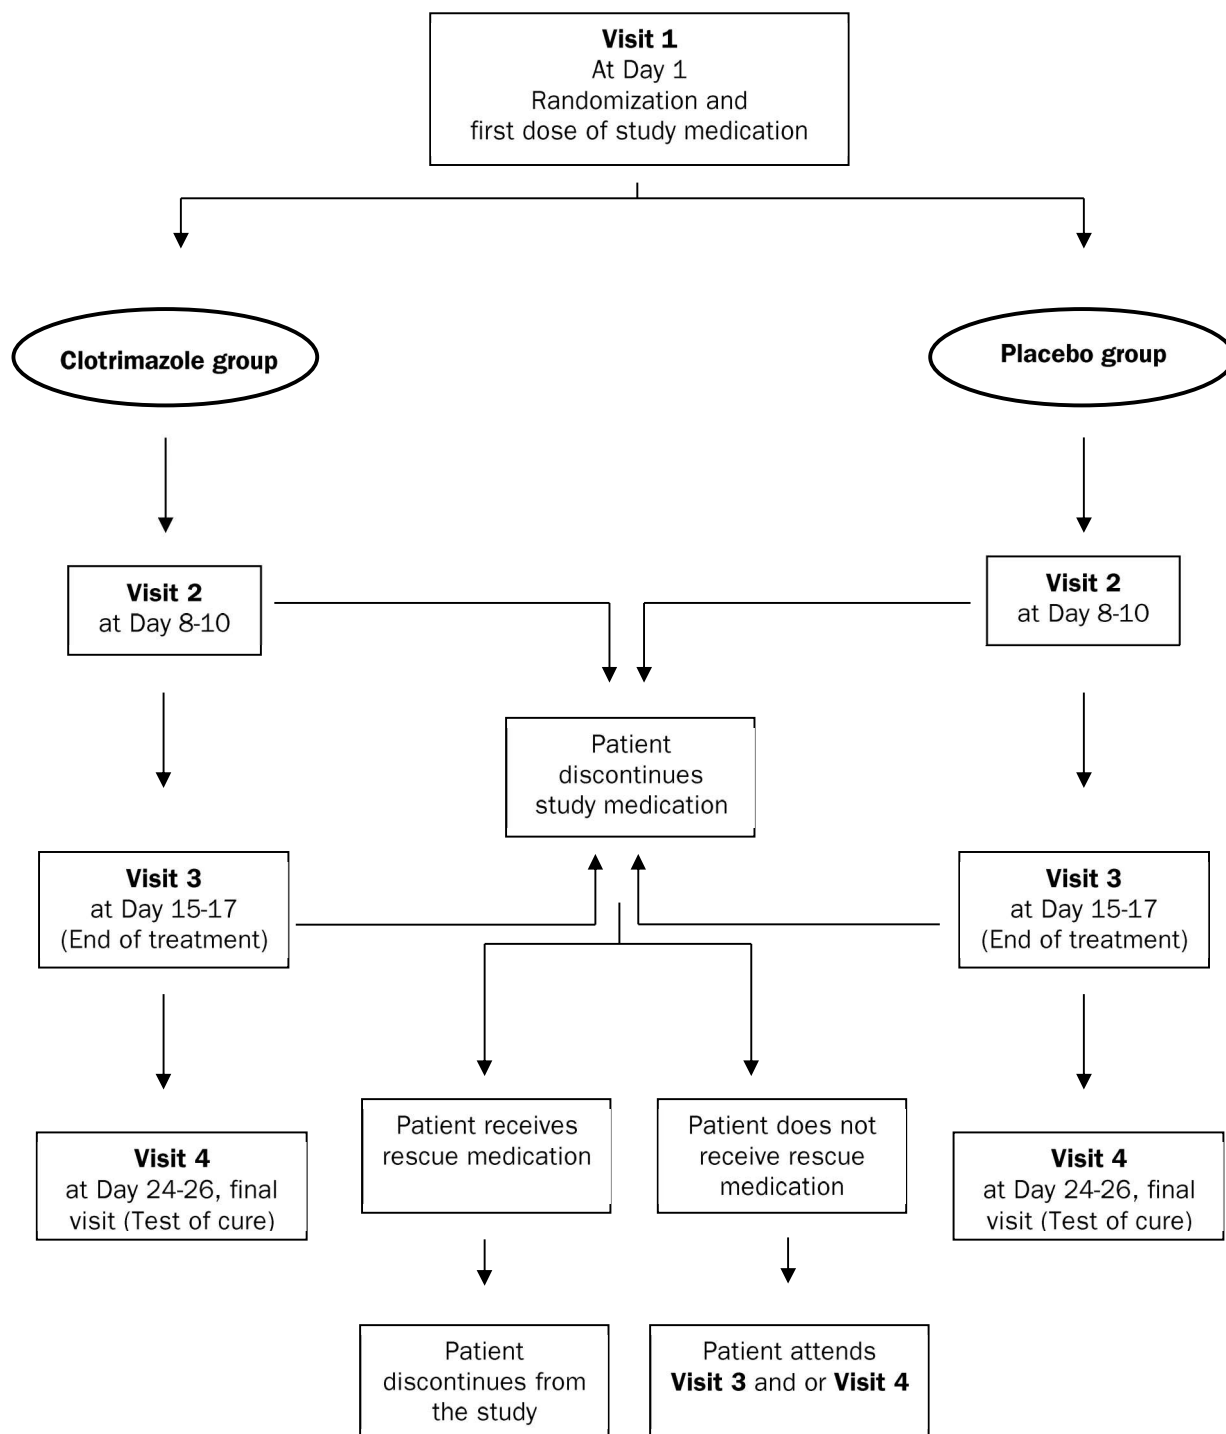 Visit 1
At Day 1
Randomization and
first dose of study medication
Clotrimazole group
Placebo group
Visit 2
at Day 8-10
Visit 2
at Day 8-10
Patient
discontinues
study medication
Visit 3
at Day 15-17
(End of treatment)
Visit 3
at Day 15-17
(End of treatment)
Patient receives
rescue medication
Patient does not
receive rescue
medication
Visit 4
at Day 24-26, final
visit (Test of cure)
Visit 4
at Day 24-26, final
visit (Test of cure)
Patient
discontinues from
the study
Patient attends
Visit 3 and or Visit 4